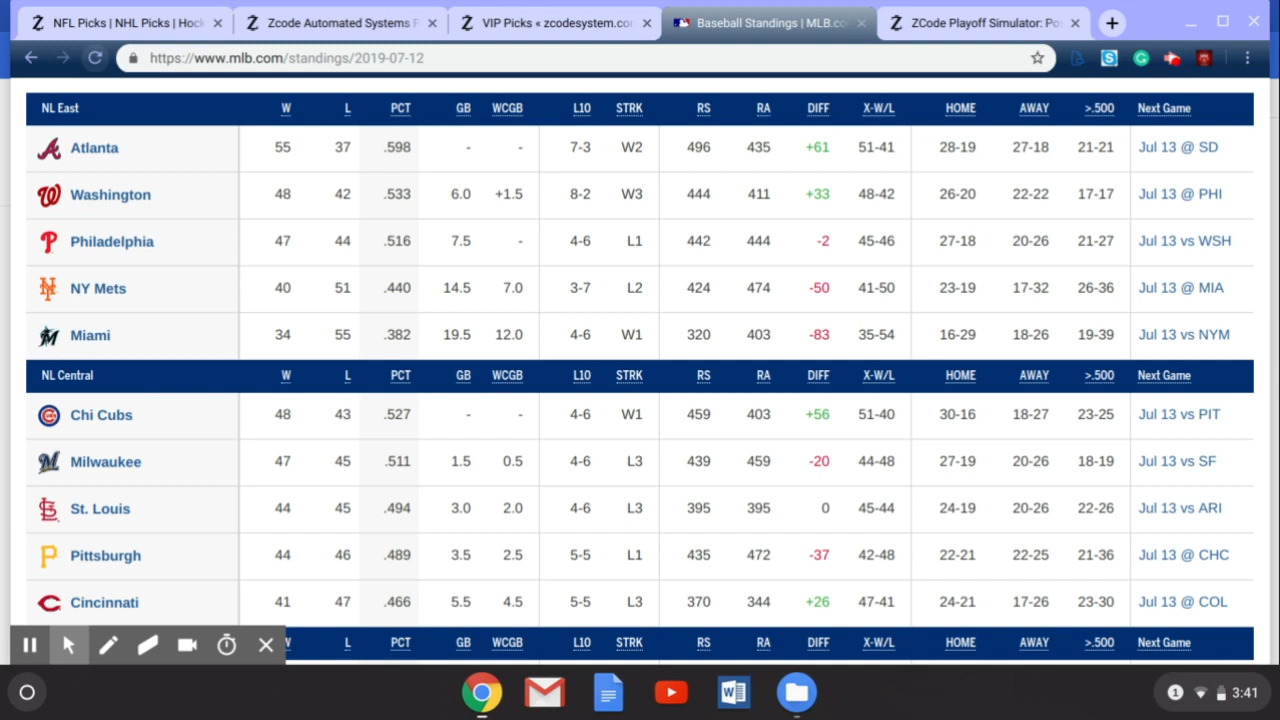 NFL Picks | NHL Picks | Hock Zcode Automated Systems VIP Picks « zcodesystem.com Baseball Standings | MLB.co ZCode Playoff Simulator: Po
https://www.mlb.com/standings/2019-07-12
NL East W L PCT GB WCGB L10 STRK RS RA DIFF X-W/L HOME AWAY >.500 Next Game
Atlanta 55 37 .598 - - 7-3 W2 496 435 +61 51-41 28-19 27-18 21-21 Jul 13 @ SD
Washington 48 42 .533 6.0 +1.5 8-2 W3 444 411 +33 48-42 26-20 22-22 17-17 Jul 13 @ PHI
Philadelphia 47 44 .516 7.5 - 4-6 L1 442 444 -2 45-46 27-18 20-26 21-27 Jul 13 vs WSH
NY Mets 40 51 .440 14.5 7.0 3-7 L2 424 474 -50 41-50 23-19 17-32 26-36 Jul 13 @ MIA
Miami 34 55 .382 19.5 12.0 4-6 W1 320 403 -83 35-54 16-29 18-26 19-39 Jul 13 vs NYM
NL Central W L PCT GB WCGB L10 STRK RS RA DIFF X-W/L HOME AWAY >.500 Next Game
Chi Cubs 48 43 .527 - - 4-6 W1 459 403 +56 51-40 30-16 18-27 23-25 Jul 13 vs PIT
Milwaukee 47 45 .511 1.5 0.5 4-6 L3 439 459 -20 44-48 27-19 20-26 18-19 Jul 13 vs SF
St. Louis 44 45 .494 3.0 2.0 4-6 L3 395 395 0 45-44 24-19 20-26 22-26 Jul 13 vs ARI
Pittsburgh 44 46 .489 3.5 2.5 5-5 L1 435 472 -37 42-48 22-21 22-25 21-36 Jul 13 @ CHC
Cincinnati 41 47 .466 5.5 4.5 5-5 L3 370 344 +26 47-41 24-21 17-26 23-30 Jul 13 @ COL
L PCT GB WCGB L10 STRK RS RA DIFF X-W/L HOME AWAY >.500 Next Game
1 3:41